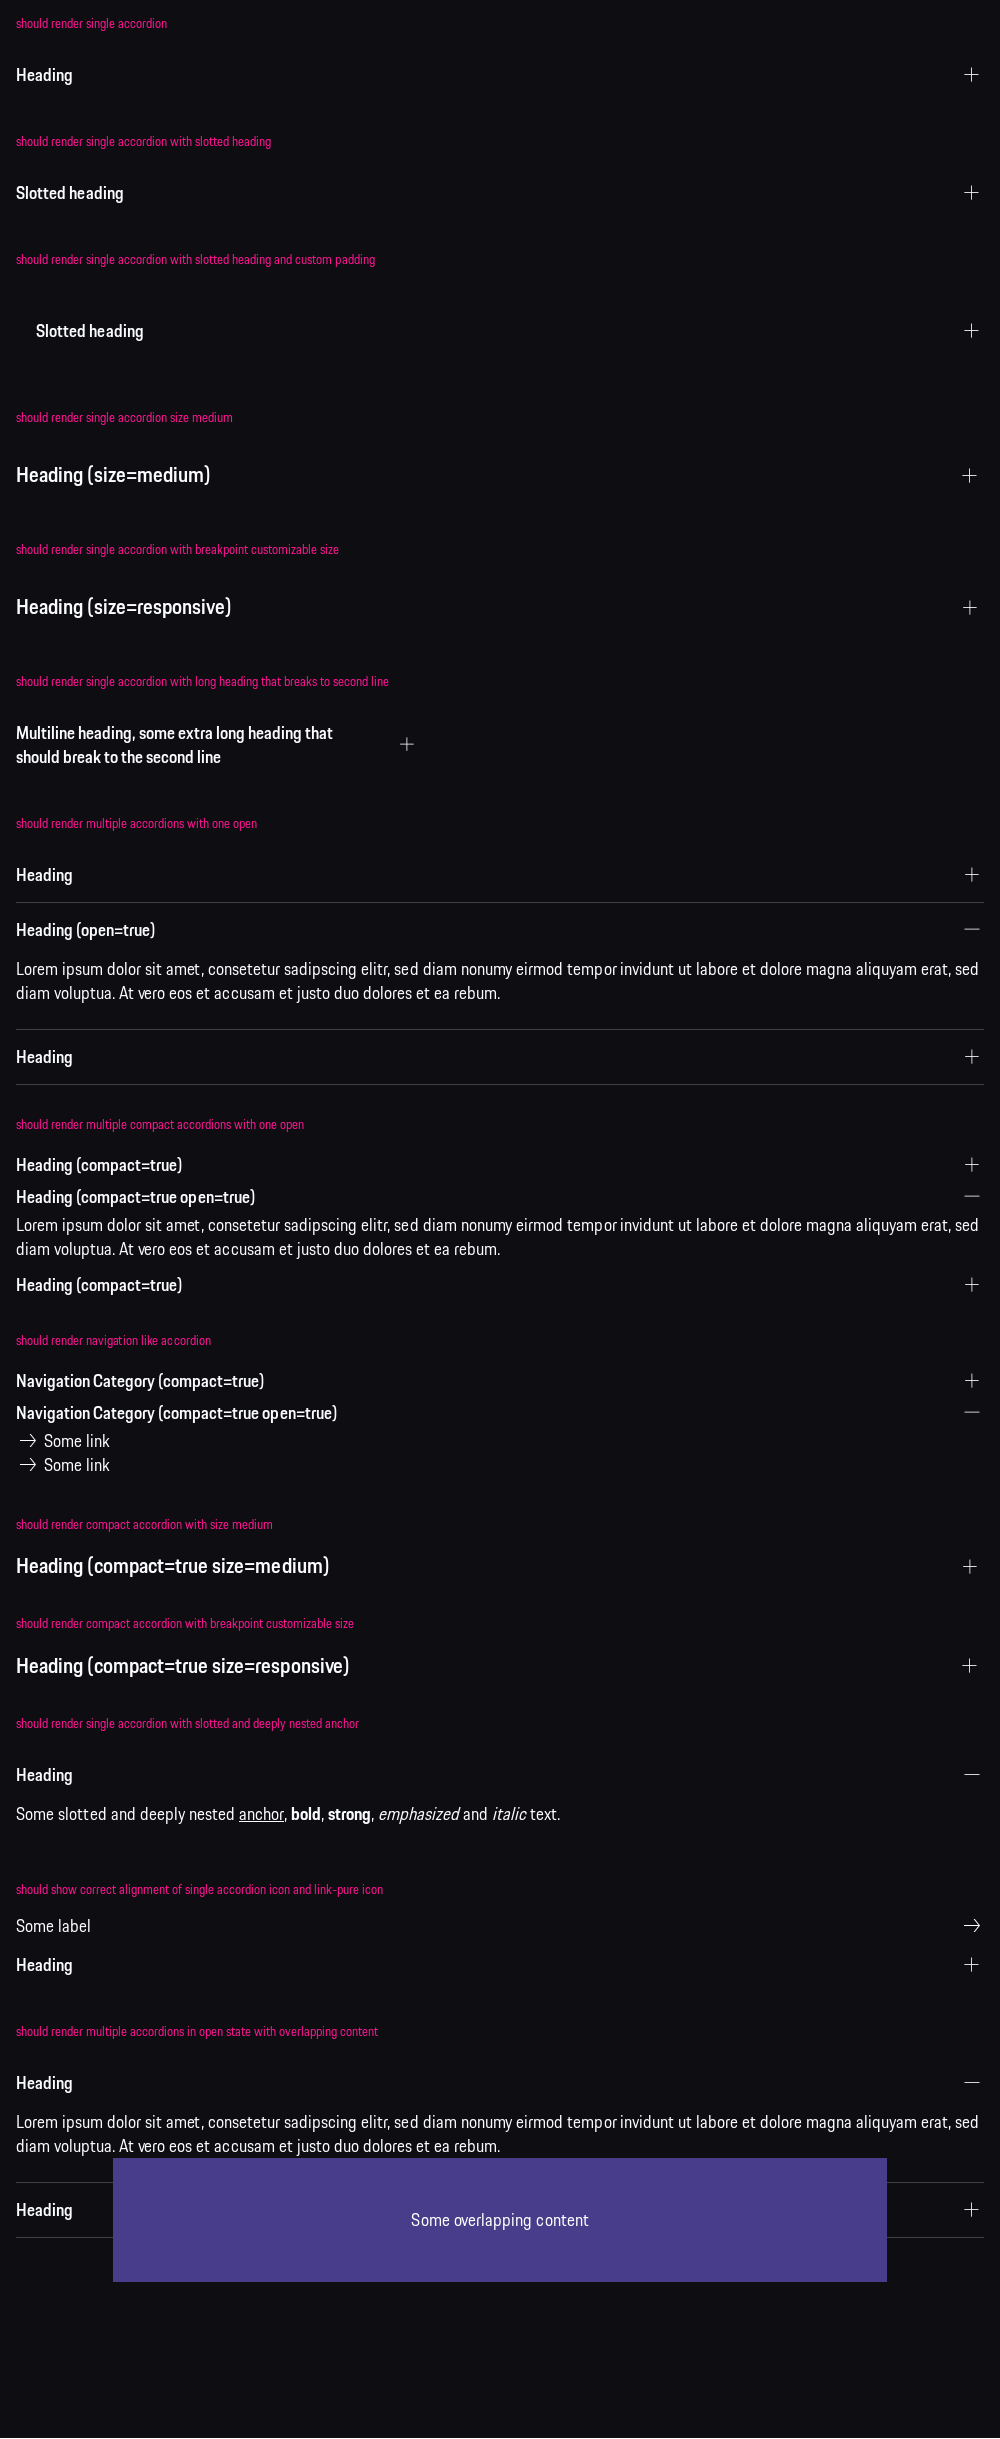 should render single accordion
Heading
should render single accordion with slotted heading
Slotted heading
should render single accordion with slotted heading and custom padding
Slotted heading
should render single accordion size medium
Heading (size=medium)
should render single accordion with breakpoint customizable size
Heading (size=responsive)
should render single accordion with long heading that breaks to second line
Multiline heading, some extra long heading that
should break to the second line
should render multiple accordions with one open
Heading
Heading (open=true)
Lorem ipsum dolor sit amet, consetetur sadipscing elitr, sed diam nonumy eirmod tempor invidunt ut labore et dolore magna aliquyam erat, sed
diam voluptua. At vero eos et accusam et justo duo dolores et ea rebum.
Heading
should render multiple compact accordions with one open
Heading (compact=true)
Heading (compact=true open=true)
Lorem ipsum dolor sit amet, consetetur sadipscing elitr, sed diam nonumy eirmod tempor invidunt ut labore et dolore magna aliquyam erat, sed
diam voluptua. At vero eos et accusam et justo duo dolores et ea rebum.
Heading (compact=true)
should render navigation like accordion
Navigation Category (compact=true)
Navigation Category (compact=true open=true)
Some link
Some link
should render compact accordion with size medium
Heading (compact=true size=medium)
should render compact accordion with breakpoint customizable size
Heading (compact=true size=responsive)
should render single accordion with slotted and deeply nested anchor
Heading
Some slotted and deeply nested anchor, bold, strong, emphasized and italic text.
should show correct alignment of single accordion icon and link-pure icon
Some label
Heading
should render multiple accordions in open state with overlapping content
Heading
Lorem ipsum dolor sit amet, consetetur sadipscing elitr, sed diam nonumy eirmod tempor invidunt ut labore et dolore magna aliquyam erat, sed
diam voluptua. At vero eos et accusam et justo duo dolores et ea rebum.
Heading
Some overlapping content